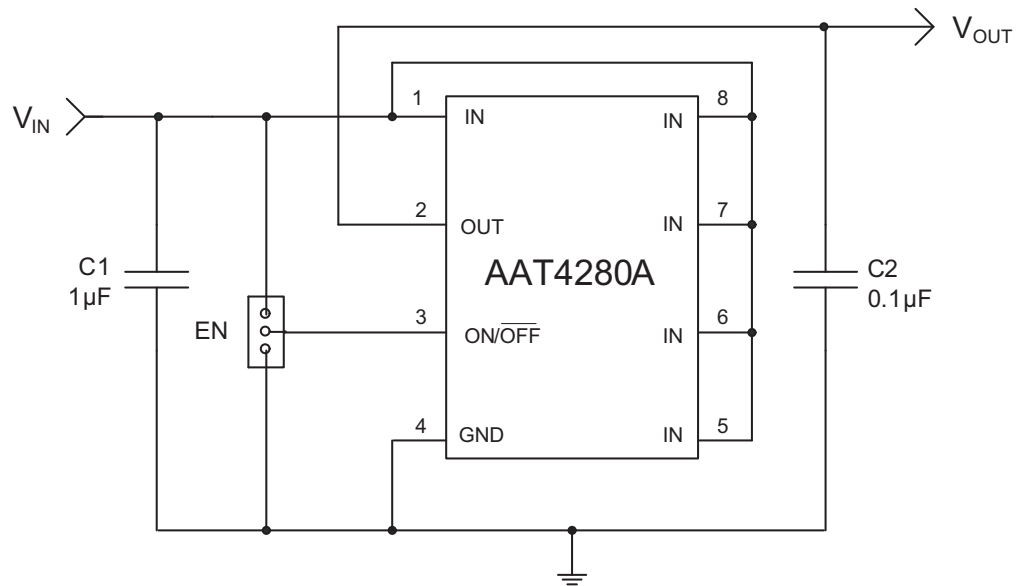 V_OUT
V_IN
1
IN
8
IN
2
OUT
7
IN
AAT4280A
C1
1µF
C2
0.1µF
EN
3
ON/O̅F̅F̅
6
IN
4
GND
5
IN